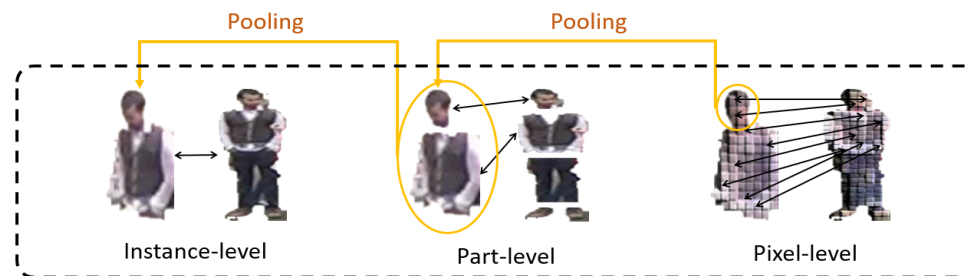 Pooling
Pooling
Instance-level
Part-level
Pixel-level